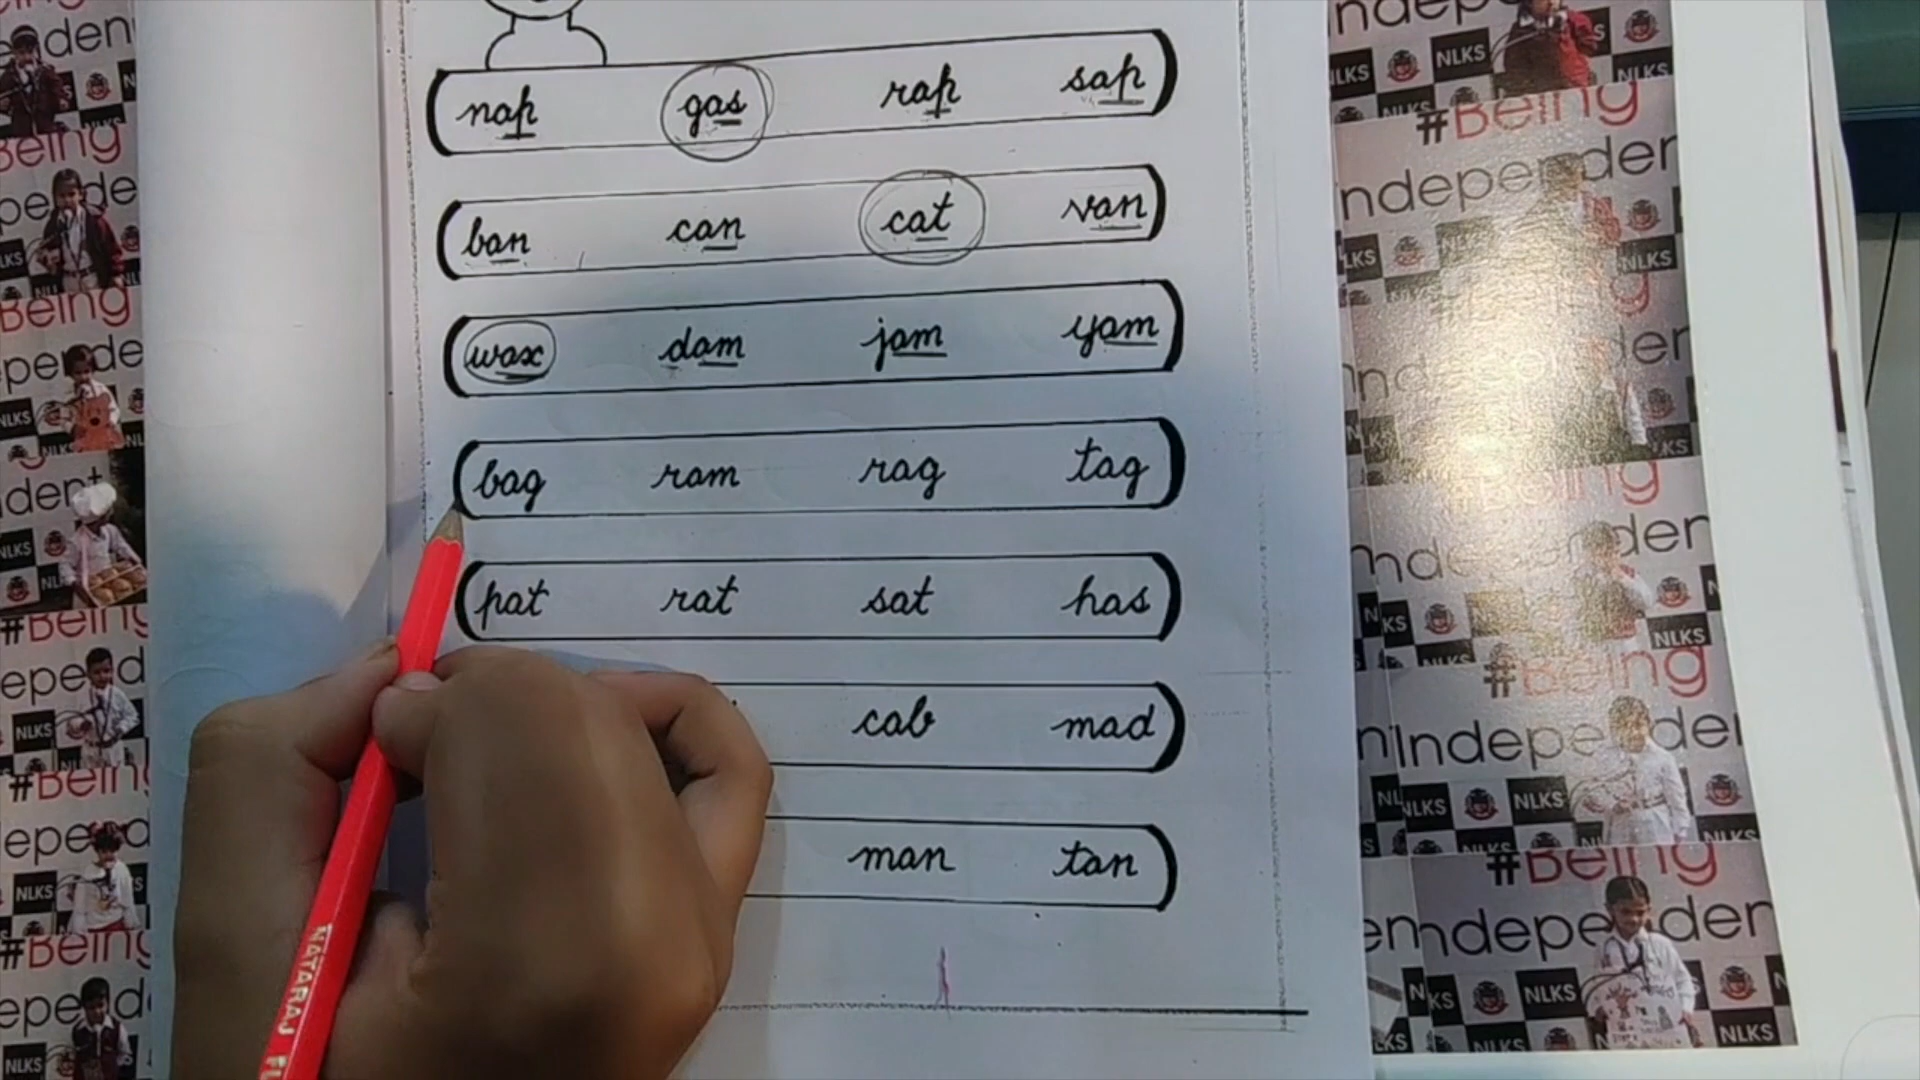 nap gas rap sap
ban can cat van
wax dam jam yam
bag ram rag tag
pat rat sat has
cab mad
man tan
NATARAJ
#Being
Independen
NLKS